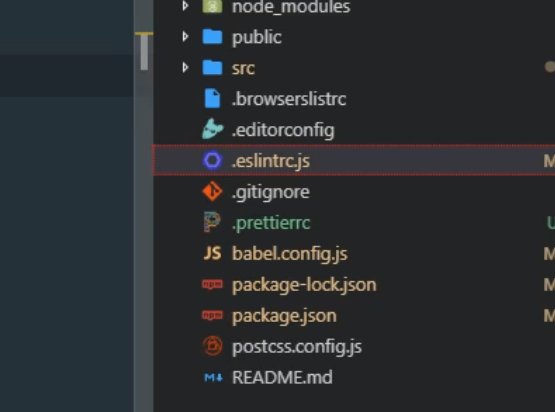 node_modules
public
src
.browserslistrc
.editorconfig
.eslintrc.js M
.gitignore
.prettierrc U
JS babel.config.js M
package-lock.json M
package.json M
postcss.config.js
M↓ README.md